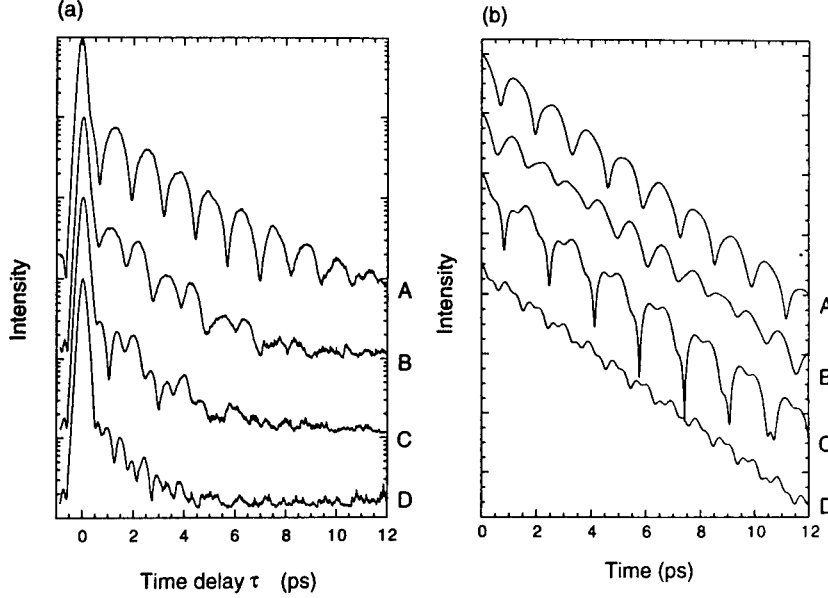 (a)
Intensity
A
B
C
D
0 2 4 6 8 10 12
Time delay τ (ps)
(b)
Intensity
A
B
C
D
0 2 4 6 8 10 12
Time (ps)